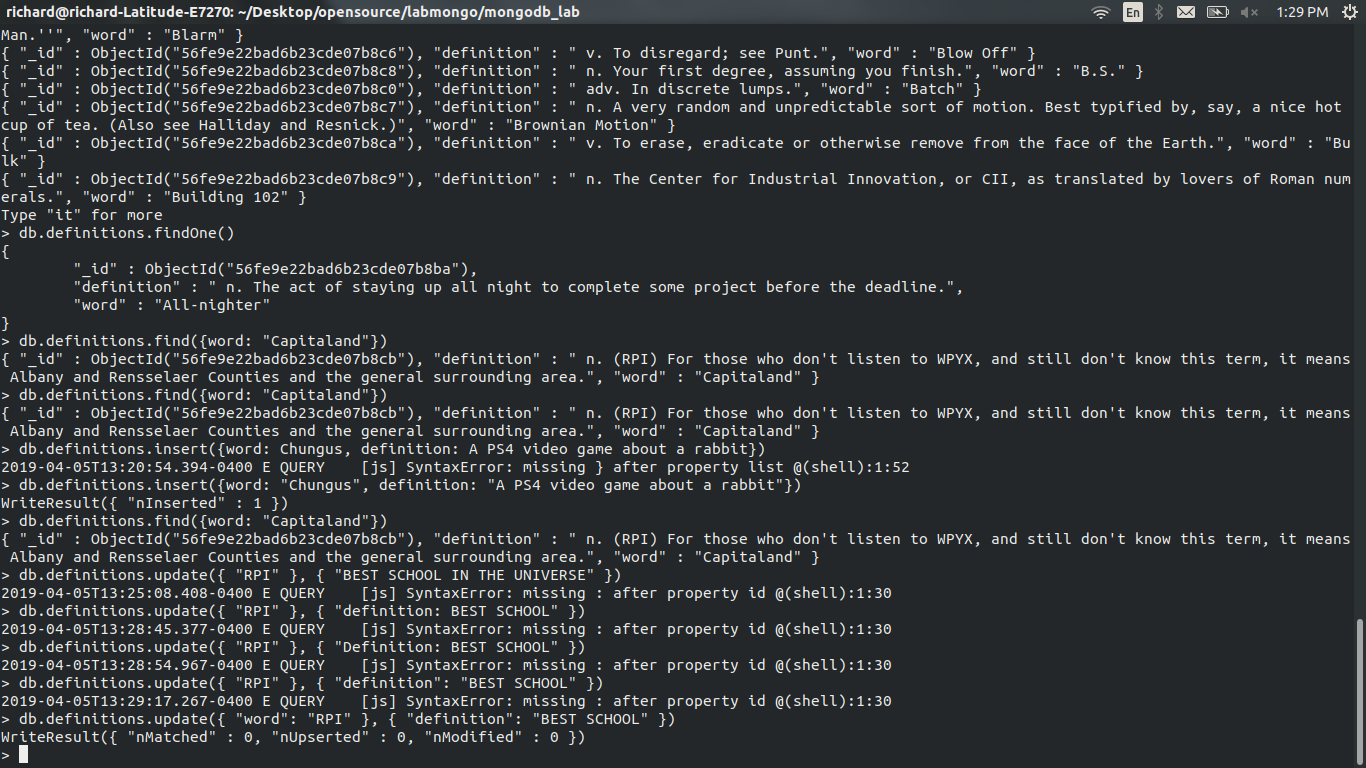 richard@richard-Latitude-E7270: ~/Desktop/opensource/labmongo/mongodb_lab En 1:29 PM
Man.''", "word" : "Blarm" }
{ "_id" : ObjectId("56fe9e22bad6b23cde07b8c6"), "definition" : " v. To disregard; see Punt.", "word" : "Blow Off" }
{ "_id" : ObjectId("56fe9e22bad6b23cde07b8c8"), "definition" : " n. Your first degree, assuming you finish.", "word" : "B.S." }
{ "_id" : ObjectId("56fe9e22bad6b23cde07b8c0"), "definition" : " adv. In discrete lumps.", "word" : "Batch" }
{ "_id" : ObjectId("56fe9e22bad6b23cde07b8c7"), "definition" : " n. A very random and unpredictable sort of motion. Best typified by, say, a nice hot
cup of tea. (Also see Halliday and Resnick.)", "word" : "Brownian Motion" }
{ "_id" : ObjectId("56fe9e22bad6b23cde07b8ca"), "definition" : " v. To erase, eradicate or otherwise remove from the face of the Earth.", "word" : "Bu
lk" }
{ "_id" : ObjectId("56fe9e22bad6b23cde07b8c9"), "definition" : " n. The Center for Industrial Innovation, or CII, as translated by lovers of Roman num
erals.", "word" : "Building 102" }
Type "it" for more
> db.definitions.findOne()
{
"_id" : ObjectId("56fe9e22bad6b23cde07b8ba"),
"definition" : " n. The act of staying up all night to complete some project before the deadline.",
"word" : "All-nighter"
}
> db.definitions.find({word: "Capitaland"})
{ "_id" : ObjectId("56fe9e22bad6b23cde07b8cb"), "definition" : " n. (RPI) For those who don't listen to WPYX, and still don't know this term, it means
Albany and Rensselaer Counties and the general surrounding area.", "word" : "Capitaland" }
> db.definitions.find({word: "Capitaland"})
{ "_id" : ObjectId("56fe9e22bad6b23cde07b8cb"), "definition" : " n. (RPI) For those who don't listen to WPYX, and still don't know this term, it means
Albany and Rensselaer Counties and the general surrounding area.", "word" : "Capitaland" }
> db.definitions.insert({word: Chungus, definition: A PS4 video game about a rabbit})
2019-04-05T13:20:54.394-0400 E QUERY    [js] SyntaxError: missing } after property list @(shell):1:52
> db.definitions.insert({word: "Chungus", definition: "A PS4 video game about a rabbit"})
WriteResult({ "nInserted" : 1 })
> db.definitions.find({word: "Capitaland"})
{ "_id" : ObjectId("56fe9e22bad6b23cde07b8cb"), "definition" : " n. (RPI) For those who don't listen to WPYX, and still don't know this term, it means
Albany and Rensselaer Counties and the general surrounding area.", "word" : "Capitaland" }
> db.definitions.update({ "RPI" }, { "BEST SCHOOL IN THE UNIVERSE" })
2019-04-05T13:25:08.408-0400 E QUERY    [js] SyntaxError: missing : after property id @(shell):1:30
> db.definitions.update({ "RPI" }, { "definition: BEST SCHOOL" })
2019-04-05T13:28:45.377-0400 E QUERY    [js] SyntaxError: missing : after property id @(shell):1:30
> db.definitions.update({ "RPI" }, { "Definition: BEST SCHOOL" })
2019-04-05T13:28:54.967-0400 E QUERY    [js] SyntaxError: missing : after property id @(shell):1:30
> db.definitions.update({ "RPI" }, { "definition": "BEST SCHOOL" })
2019-04-05T13:29:17.267-0400 E QUERY    [js] SyntaxError: missing : after property id @(shell):1:30
> db.definitions.update({ "word": "RPI" }, { "definition": "BEST SCHOOL" })
WriteResult({ "nMatched" : 0, "nUpserted" : 0, "nModified" : 0 })
>